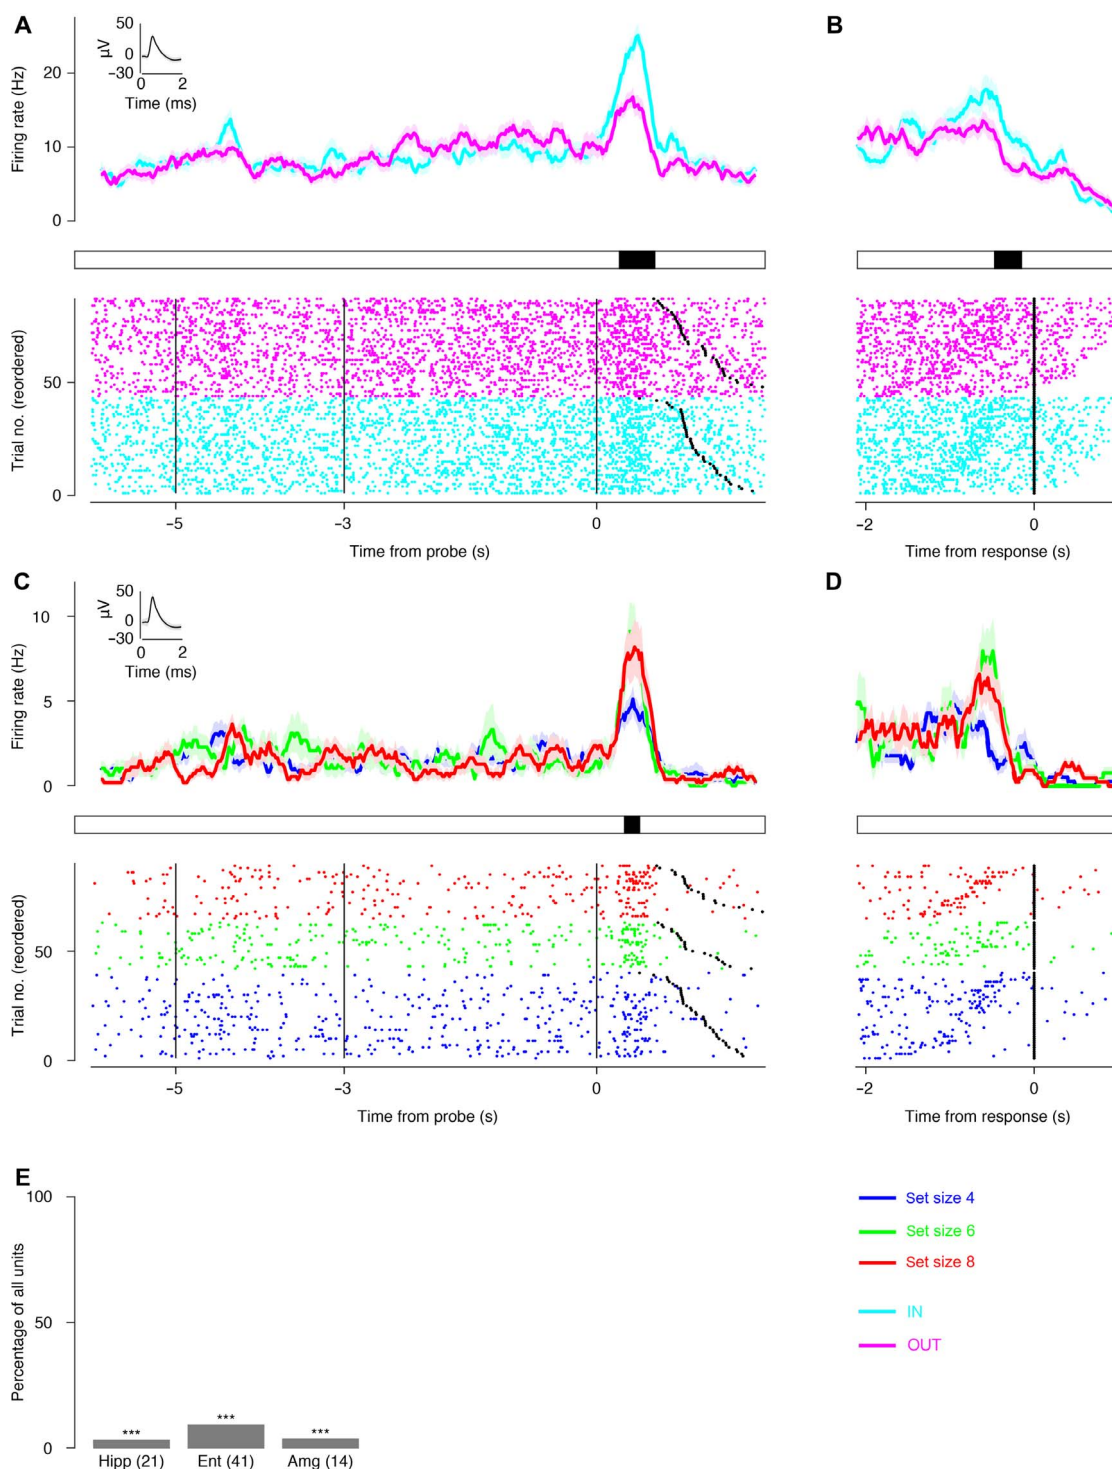 A
B
50
μV
0
−30
0
2
Time (ms)
Firing rate (Hz)
20
10
0
Trial no. (reordered)
50
0
−5
−3
0
Time from probe (s)
−2
0
Time from response (s)
C
D
50
μV
0
−30
0
2
Time (ms)
Firing rate (Hz)
10
5
0
Trial no. (reordered)
50
0
−5
−3
0
Time from probe (s)
−2
0
Time from response (s)
E
Percentage of all units
100
50
0
***
***
***
Hipp (21)
Ent (41)
Amg (14)
Set size 4
Set size 6
Set size 8
IN
OUT